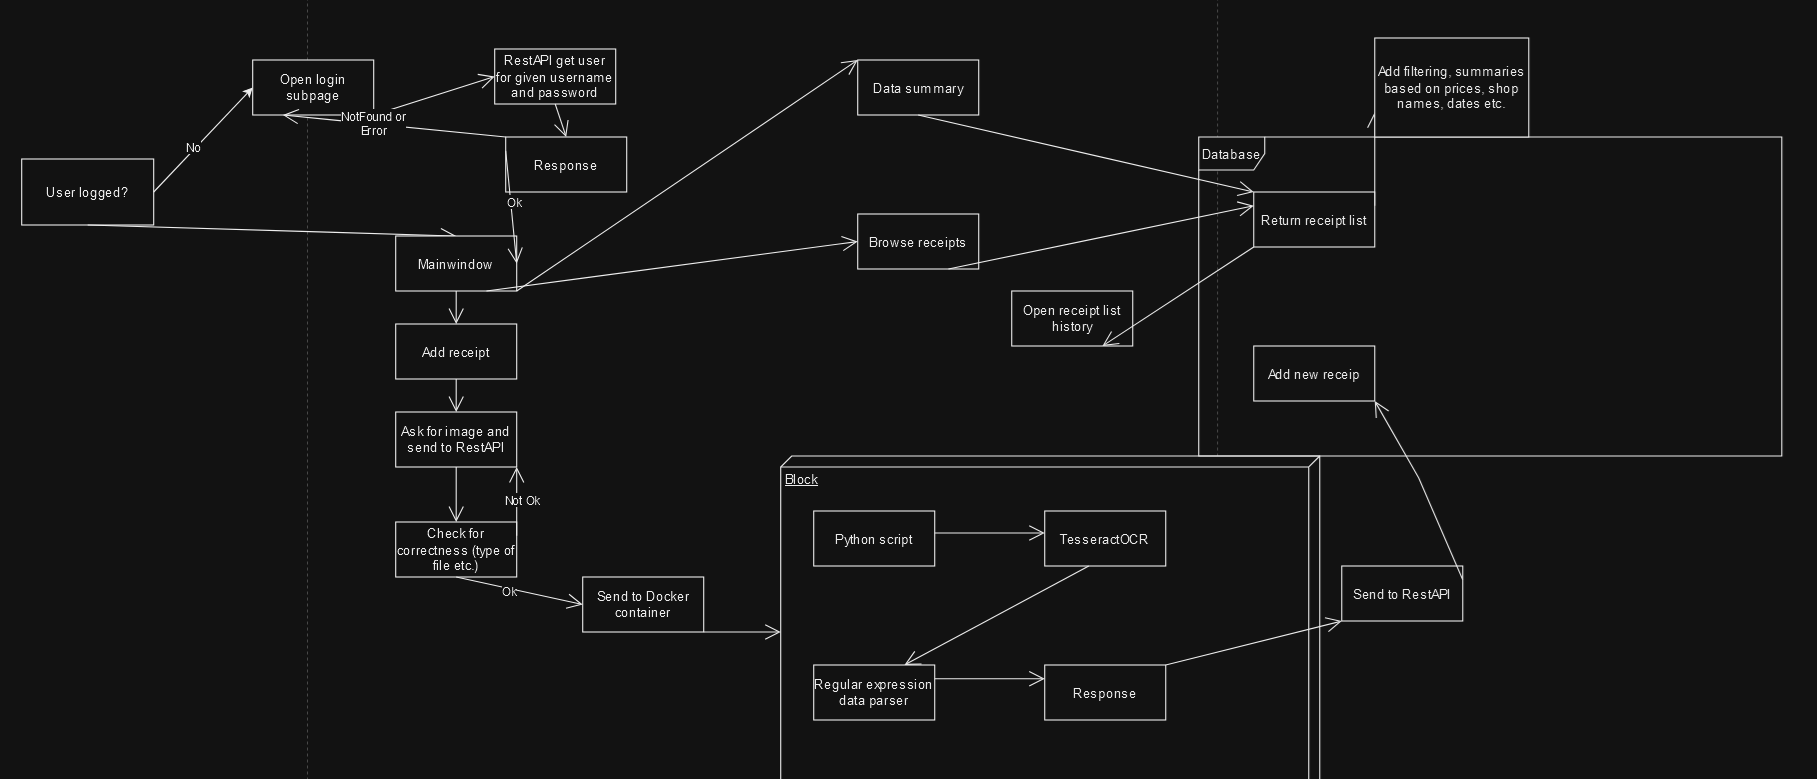 Open login
subpage
RestAPI get user
for given username
and password
Data summary
Add filtering, summaries
based on prices, shop
names, dates etc.
NotFound or
Error
No
Response
Database
User logged?
Ok
Return receipt list
Browse receipts
Mainwindow
Open receipt list
history
Add receipt
Add new receip
Ask for image and
send to RestAPI
Block
Not Ok
Check for
correctness (type of
file etc.)
Python script
TesseractOCR
Ok
Send to Docker
container
Send to RestAPI
Regular expression
data parser
Response